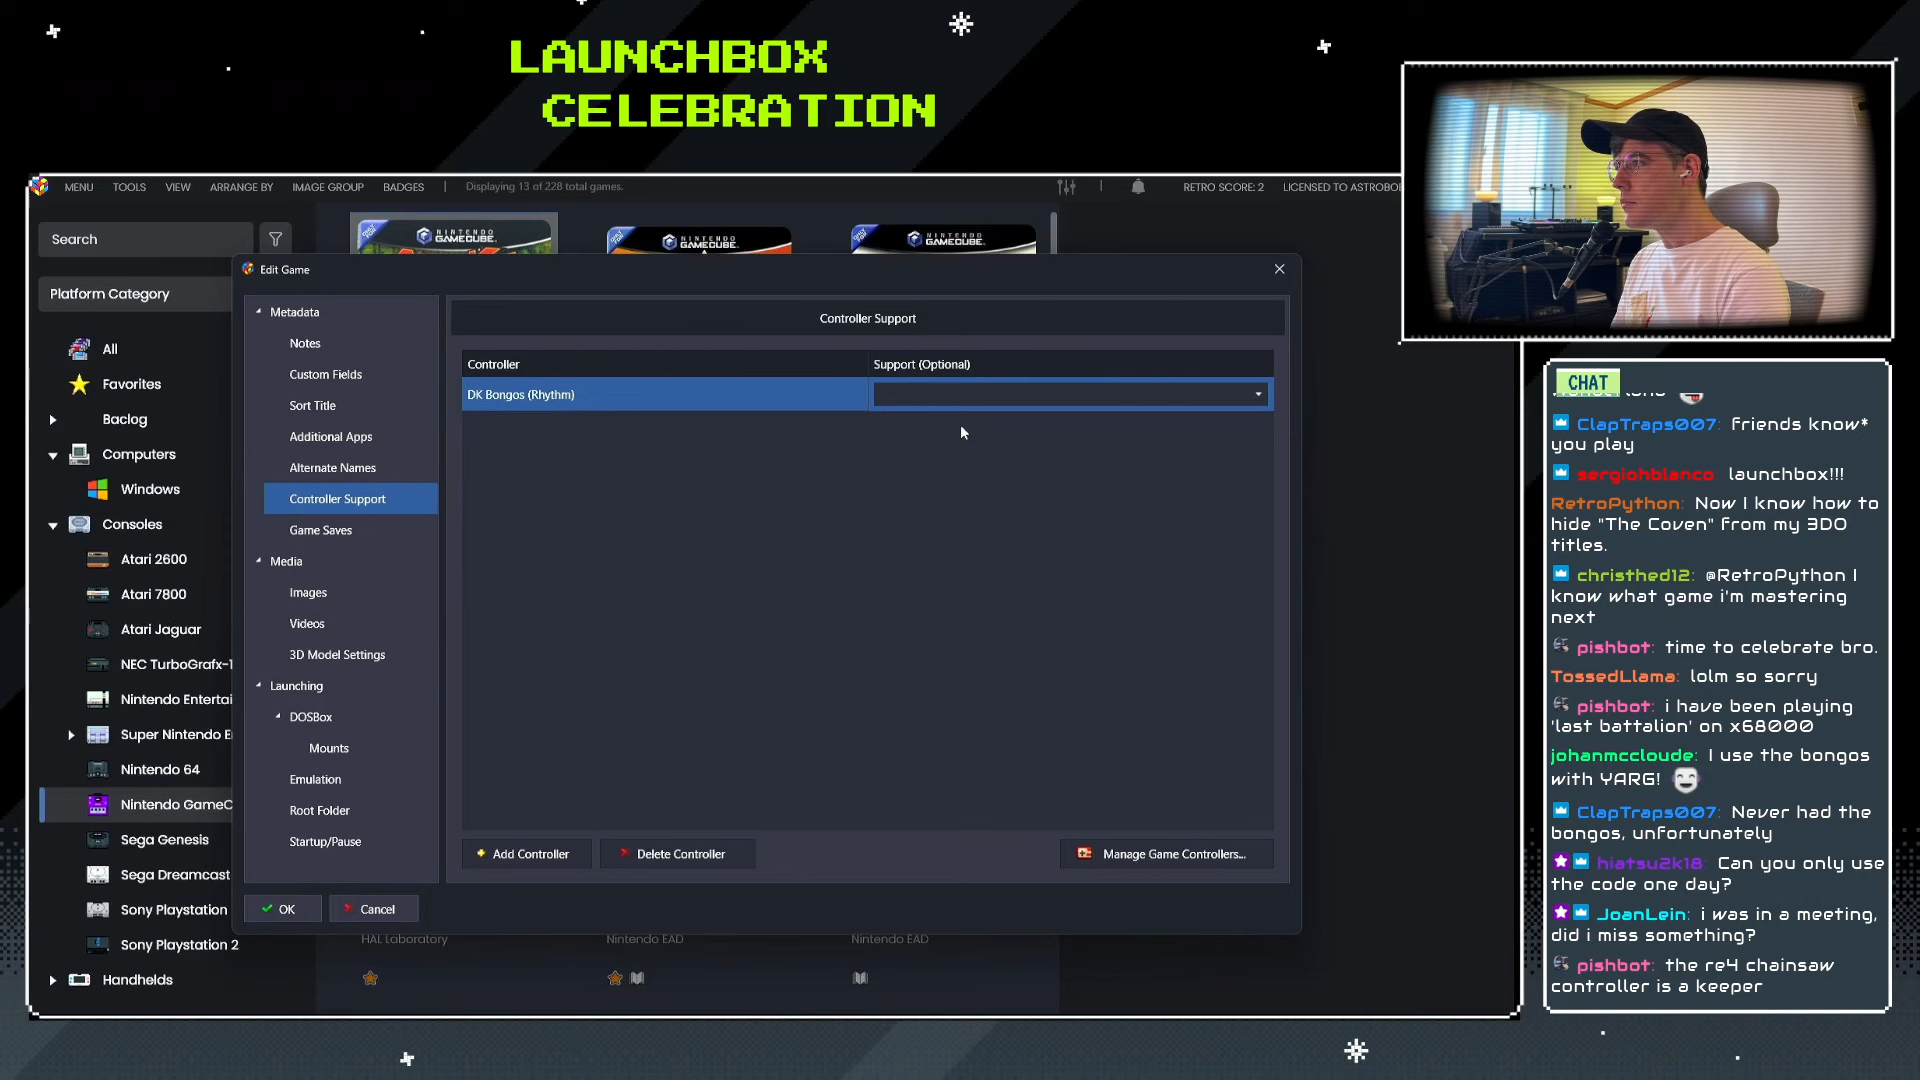 LAUNCHBOX
CELEBRATION
MENU TOOLS VIEW ARRANGE BY IMAGE GROUP BADGES | Displaying 13 of 228 total games. | RETRO SCORE: 2 LICENSED TO ASTROBO
Search
Platform Category
All
Favorites
Baclog
Computers
Windows
Consoles
Atari 2600
Atari 7800
Atari Jaguar
NEC TurboGrafx-1
Nintendo Entertai
Super Nintendo E
Nintendo 64
Nintendo GameC
Sega Genesis
Sega Dreamcast
Sony Playstation
Sony Playstation 2
Handhelds
NINTENDO GAMECUBE
NINTENDO GAMECUBE
NINTENDO GAMECUBE
Edit Game
Metadata
Notes
Custom Fields
Sort Title
Additional Apps
Alternate Names
Controller Support
Game Saves
Media
Images
Videos
3D Model Settings
Launching
DOSBox
Mounts
Emulation
Root Folder
Startup/Pause
Controller Support
Controller Support (Optional)
DK Bongos (Rhythm)
Add Controller Delete Controller Manage Game Controllers...
OK Cancel
HAL Laboratory Nintendo EAD Nintendo EAD
CHAT
ClapTraps007: friends know*
you play
sergiohblanco: launchbox!!!
RetroPython: Now I know how to
hide "The Coven" from my 3DO
titles.
christhed12: @RetroPython I
know what game i'm mastering
next
pishbot: time to celebrate bro.
TossedLlama: lolm so sorry
pishbot: i have been playing
'last battalion' on x68000
johanmccloude: I use the bongos
with YARG!
ClapTraps007: Never had the
bongos, unfortunately
hiatsu2k18: Can you only use
the code one day?
JoanLein: i was in a meeting,
did i miss something?
pishbot: the re4 chainsaw
controller is a keeper